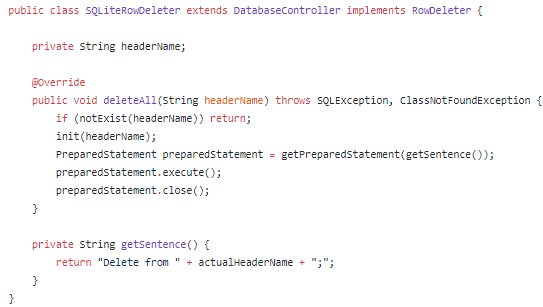 public class SQLiteRowDeleter extends DatabaseController implements RowDeleter {
private String headerName;
@Override
public void deleteAll(String headerName) throws SQLException, ClassNotFoundException {
if (notExist(headerName)) return;
init(headerName);
PreparedStatement preparedStatement = getPreparedStatement(getSentence());
preparedStatement.execute();
preparedStatement.close();
}
private String getSentence() {
return "Delete from " + actualHeaderName + ";";
}
}